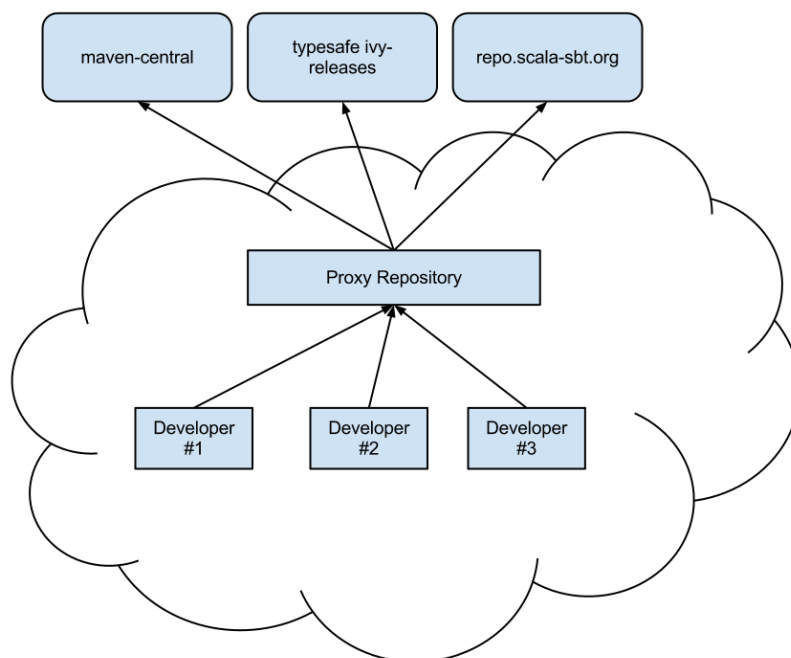 maven-central
typesafe ivy-
releases
repo.scala-sbt.org
Proxy Repository
Developer
#1
Developer
#2
Developer
#3